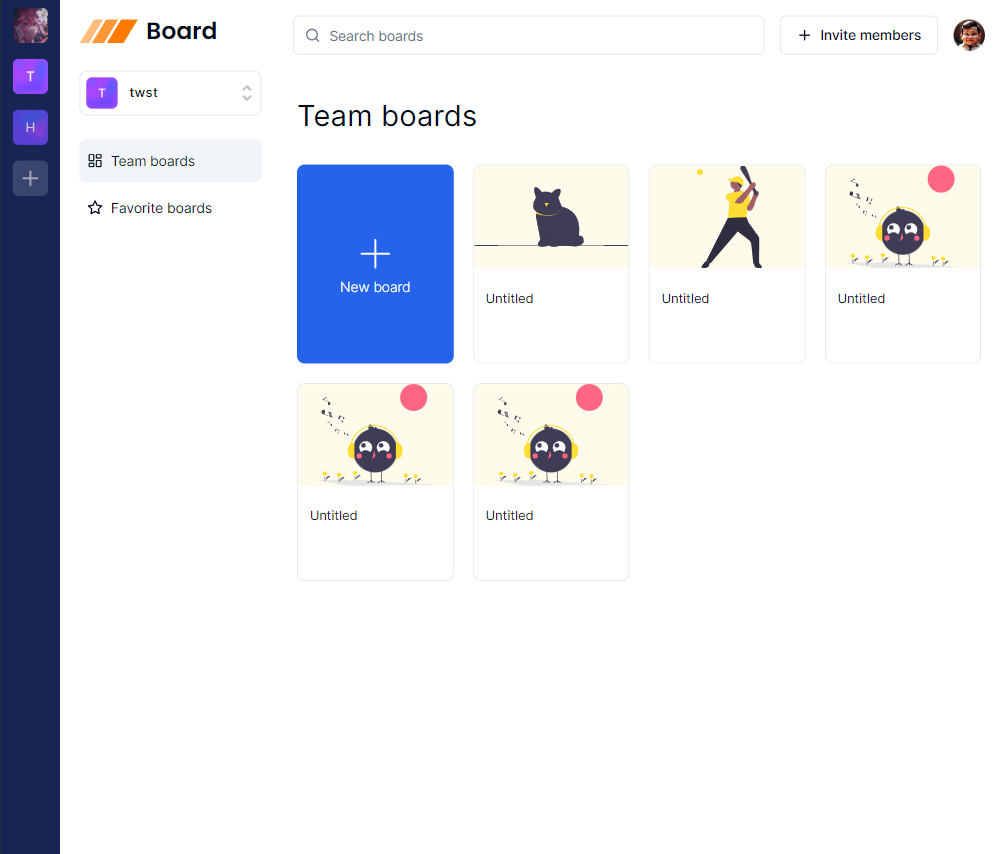 Board
Search boards
Invite members
T
T
twst
H
Team boards
Favorite boards
Team boards
New board
Untitled
Untitled
Untitled
Untitled
Untitled